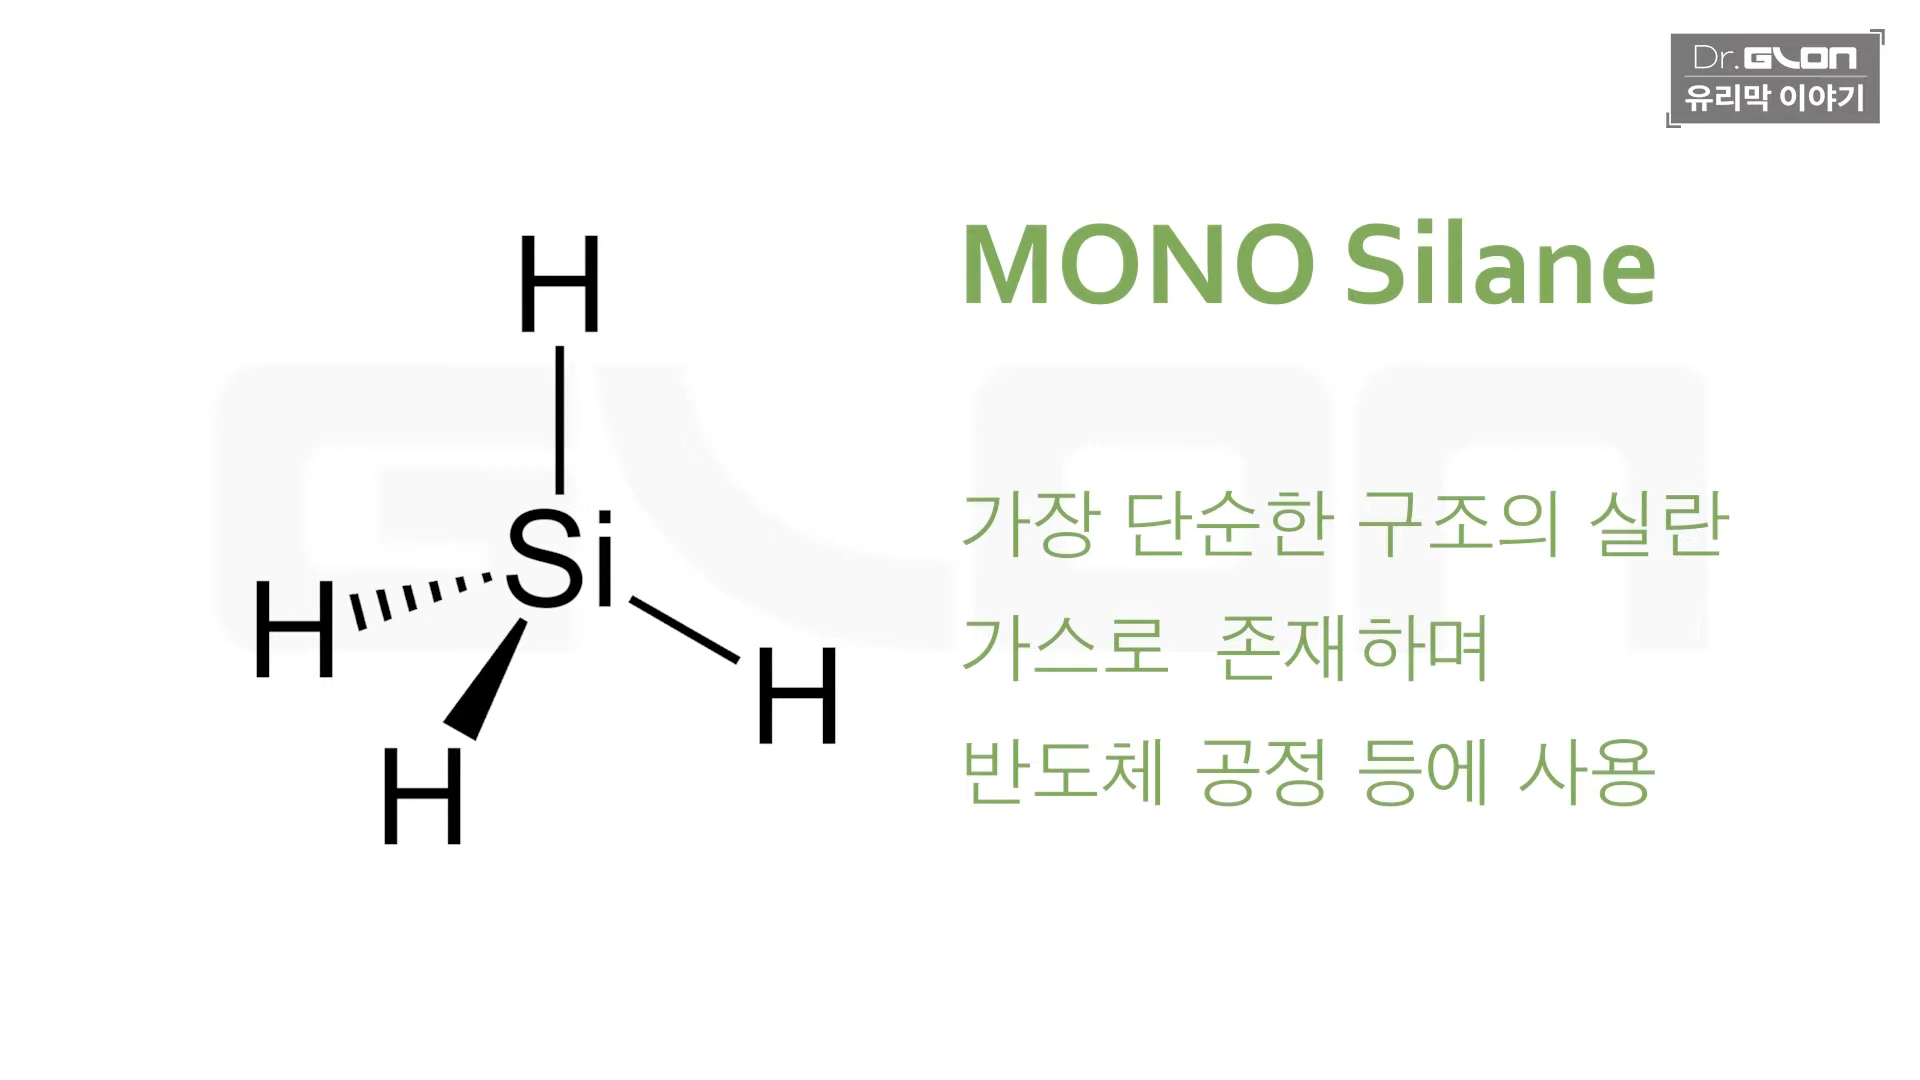 Dr.GLON
유리막 이야기
MONO Silane
H
Si
H
H
H
가장 단순한 구조의 실란
가스로 존재하며
반도체 공정 등에 사용
GLON